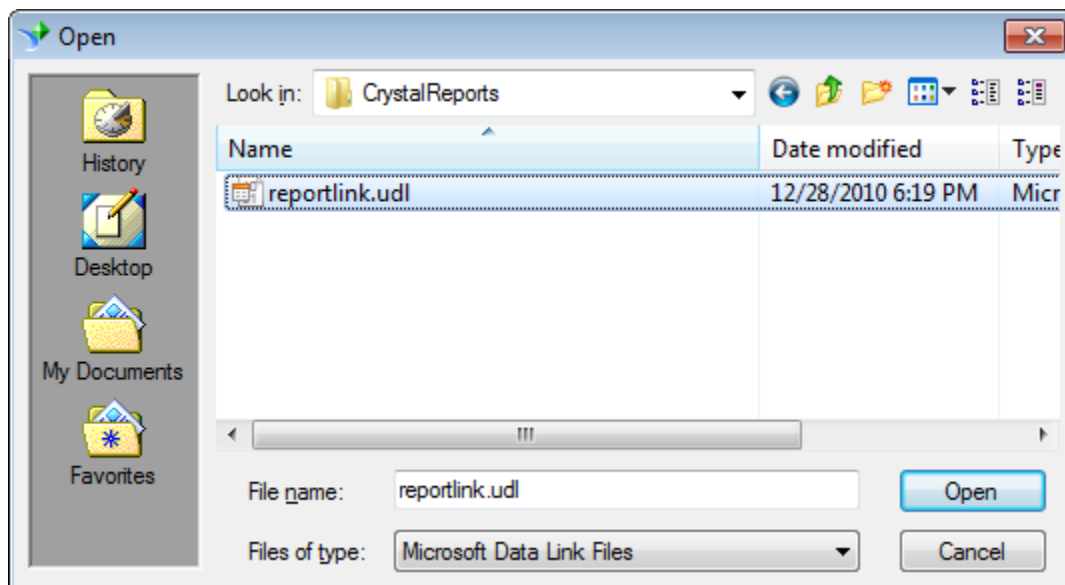 Open
Look in: CrystalReports
Name Date modified Type
reportlink.udl 12/28/2010 6:19 PM Micr
History
Desktop
My Documents
Favorites
File name: reportlink.udl Open
Files of type: Microsoft Data Link Files Cancel